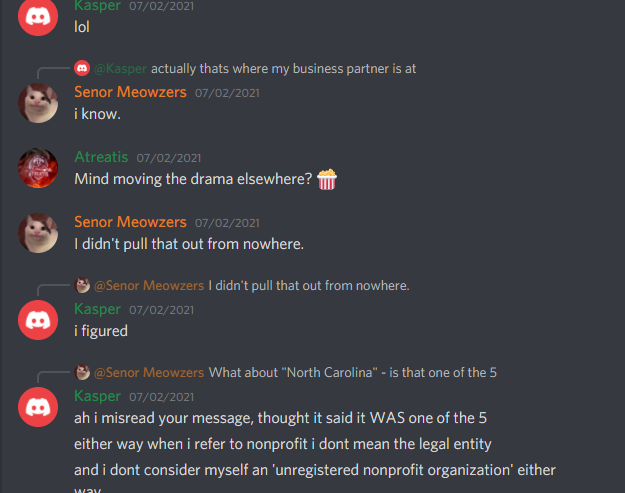 Kasper 07/02/2021
lol
@Kasper actually thats where my business partner is at
Senor Meowzers 07/02/2021
i know.
Atreatis 07/02/2021
Mind moving the drama elsewhere? 🍿
Senor Meowzers 07/02/2021
I didn't pull that out from nowhere.
@Senor Meowzers I didn't pull that out from nowhere.
Kasper 07/02/2021
i figured
@Senor Meowzers What about "North Carolina" - is that one of the 5
Kasper 07/02/2021
ah i misread your message, thought it said it WAS one of the 5
either way when i refer to nonprofit i dont mean the legal entity
and i dont consider myself an 'unregistered nonprofit organization' either
way